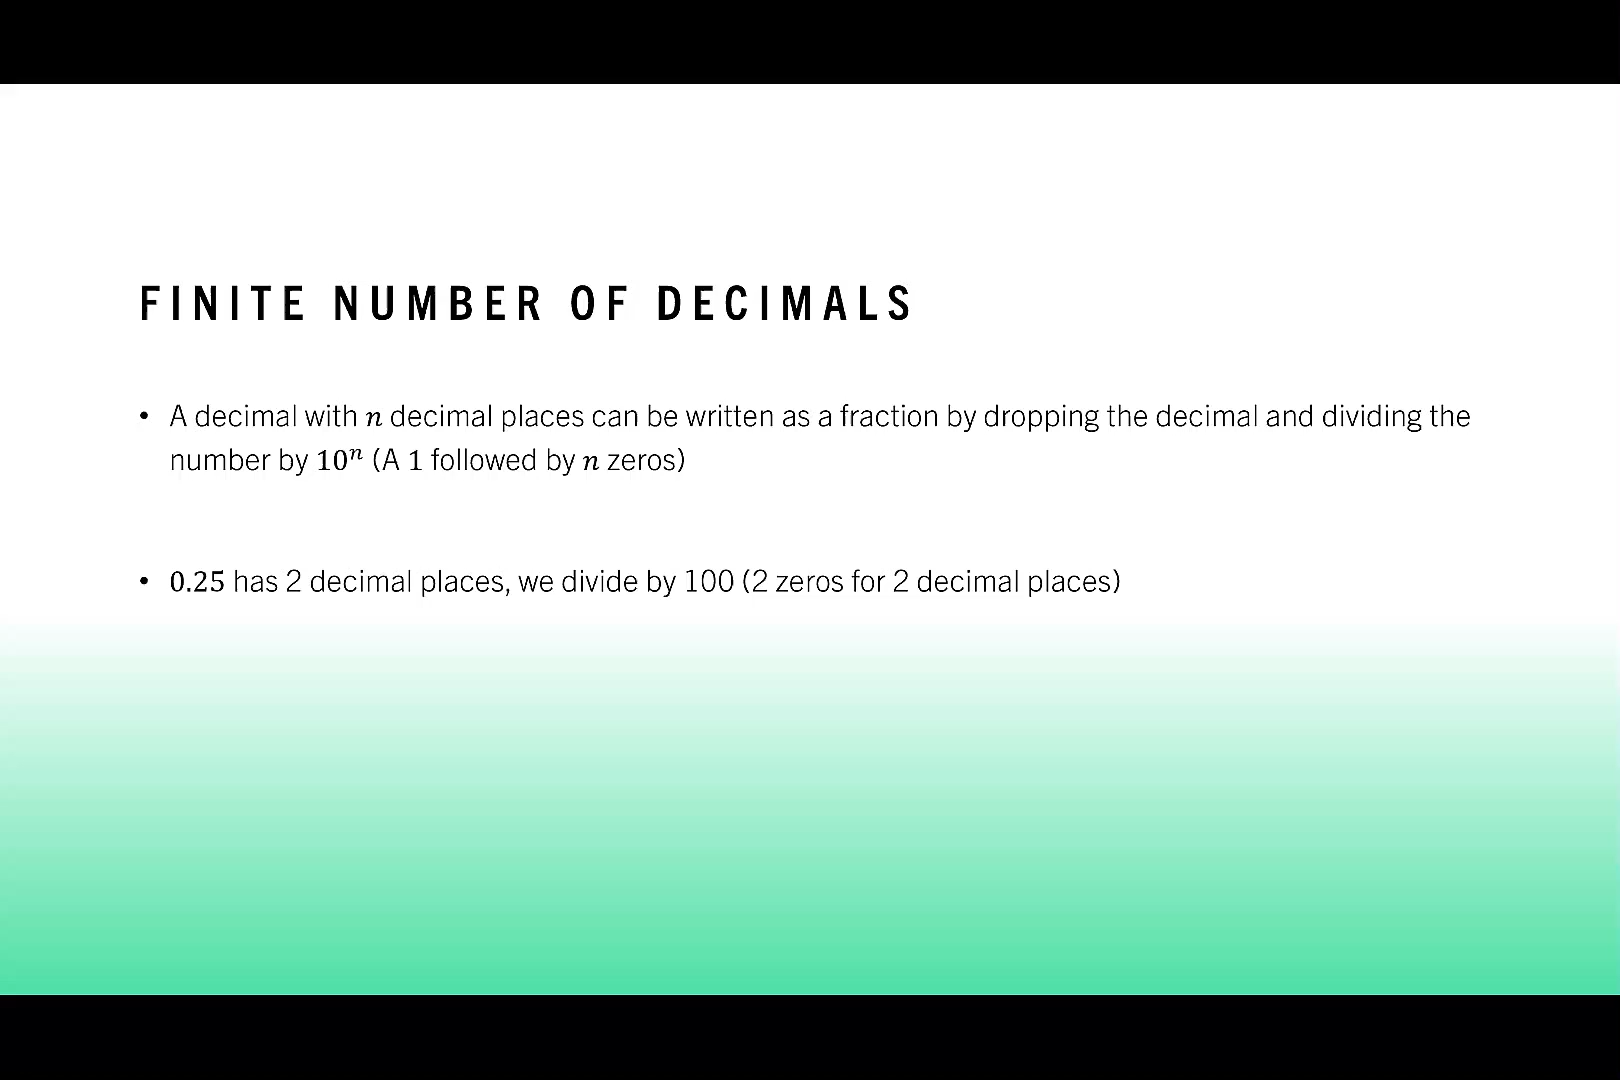 FINITE NUMBER OF DECIMALS
• A decimal with n decimal places can be written as a fraction by dropping the decimal and dividing the
number by 10ⁿ (A 1 followed by n zeros)
• 0.25 has 2 decimal places, we divide by 100 (2 zeros for 2 decimal places)